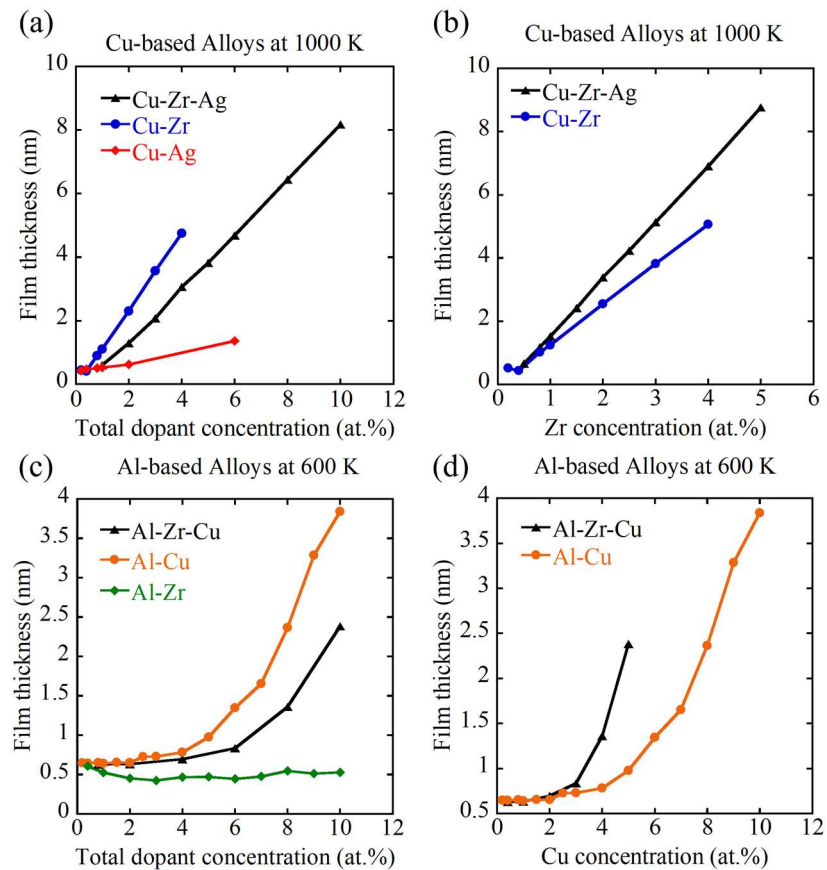 (a)
Cu-based Alloys at 1000 K
Cu-Zr-Ag
Cu-Zr
Cu-Ag
Film thickness (nm)
10
8
6
4
2
0
0 2 4 6 8 10 12
Total dopant concentration (at.%)
(b)
Cu-based Alloys at 1000 K
Cu-Zr-Ag
Cu-Zr
Film thickness (nm)
10
8
6
4
2
0
0 1 2 3 4 5 6
Zr concentration (at.%)
(c)
Al-based Alloys at 600 K
Al-Zr-Cu
Al-Cu
Al-Zr
Film thickness (nm)
4
3.5
3
2.5
2
1.5
1
0.5
0
0 2 4 6 8 10 12
Total dopant concentration (at.%)
(d)
Al-based Alloys at 600 K
Al-Zr-Cu
Al-Cu
Film thickness (nm)
4
3.5
3
2.5
2
1.5
1
0.5
0 2 4 6 8 10 12
Cu concentration (at.%)